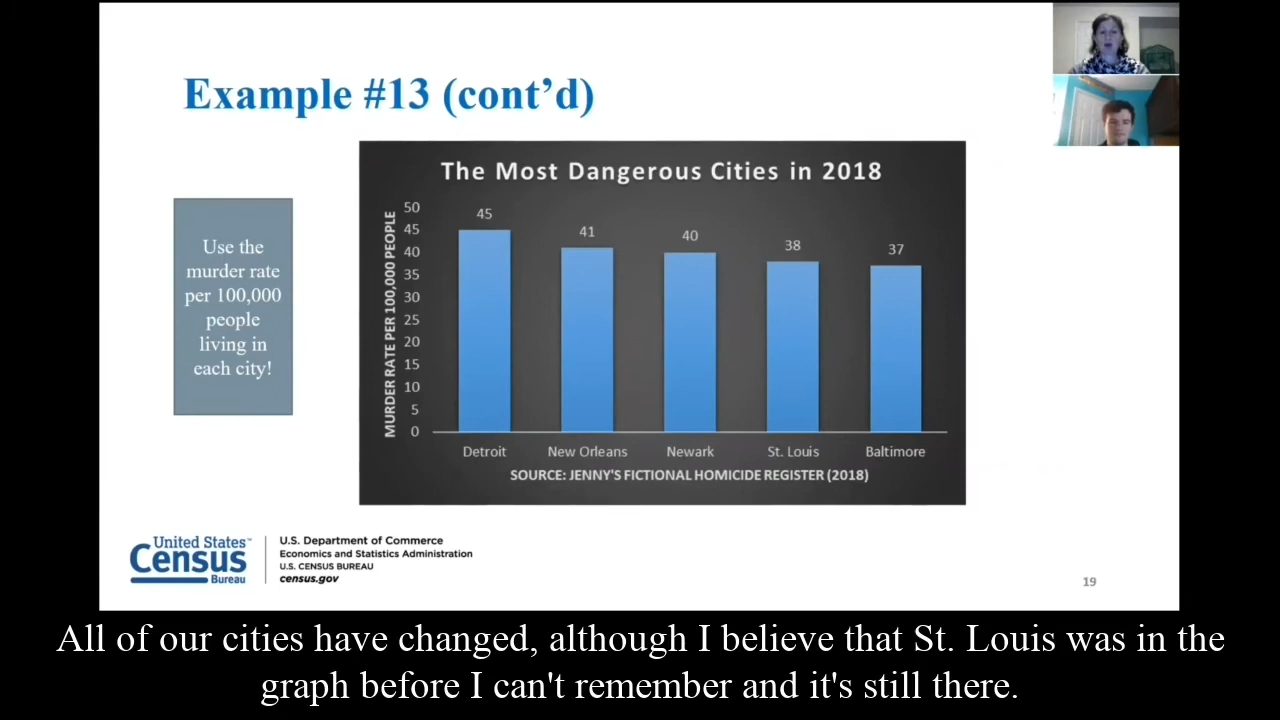 Example #13 (cont’d)
Use the
murder rate
per 100,000
people
living in
each city!
The Most Dangerous Cities in 2018
MURDER RATE PER 100,000 PEOPLE
50
45
40
35
30
25
20
15
10
5
0
45
41
40
38
37
Detroit
New Orleans
Newark
St. Louis
Baltimore
SOURCE: JENNY'S FICTIONAL HOMICIDE REGISTER (2018)
United States™
Census
Bureau
U.S. Department of Commerce
Economics and Statistics Administration
U.S. CENSUS BUREAU
census.gov
19
All of our cities have changed, although I believe that St. Louis was in the
graph before I can't remember and it's still there.